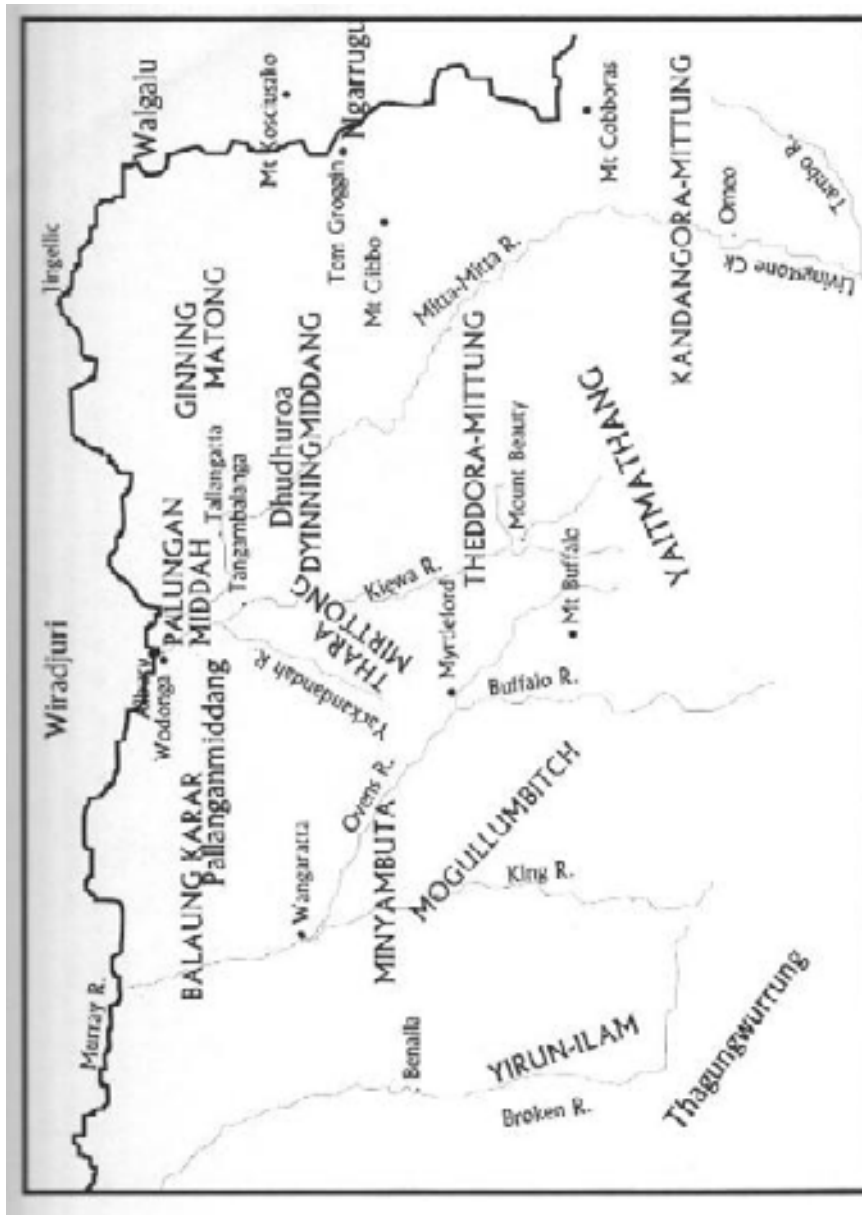 Wiradjuri
Jingellic
Murray R.
Albury
Walgalu
Wodonga
PALUNGAN
MIDDAH
BALAUNG KARAR
Pallanganmiddang
GINNING
MATONG
Tallangatta
Tangambalanga
Mt Kosciuszko
Yackandandah R.
Dhudhuroa
DYINNINGMIDDANG
Wangaratta
THARA
MIRTTONG
Tom Groggin
Ngarrugu
Mt Gibbo
Ovens R.
Kiewa R.
MINYAMBUTA
Mitta-Mitta R.
Benalla
Myrtleford
THEDDORA-MITTUNG
MOGULLUMBITCH
Buffalo R.
Mount Beauty
King R.
Mt Buffalo
YIRUN-ILAM
Broken R.
YAITMATHANG
Mt Cobboras
KANDANGORA-MITTUNG
Thagungwurrung
Omeo
Tambo R.
Livingstone Ck